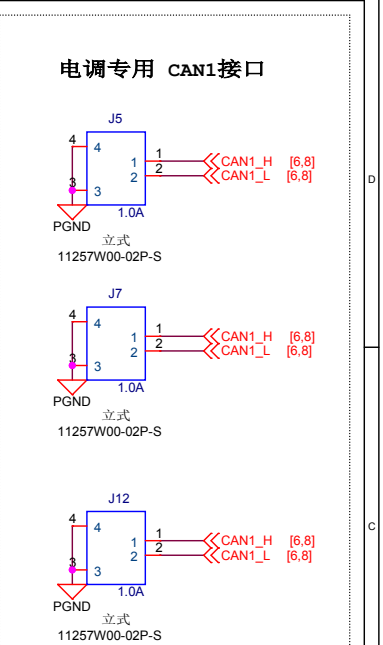 电调专用 CAN1接口
J5
4
4
1
1
CAN1_H [6,8]
2
2
CAN1_L [6,8]
3
3
1.0A
PGND
立式
11257W00-02P-S
D
J7
4
4
1
1
CAN1_H [6,8]
2
2
CAN1_L [6,8]
3
3
1.0A
PGND
立式
11257W00-02P-S
J12
4
4
1
1
CAN1_H [6,8]
2
2
CAN1_L [6,8]
C
3
3
1.0A
PGND
立式
11257W00-02P-S